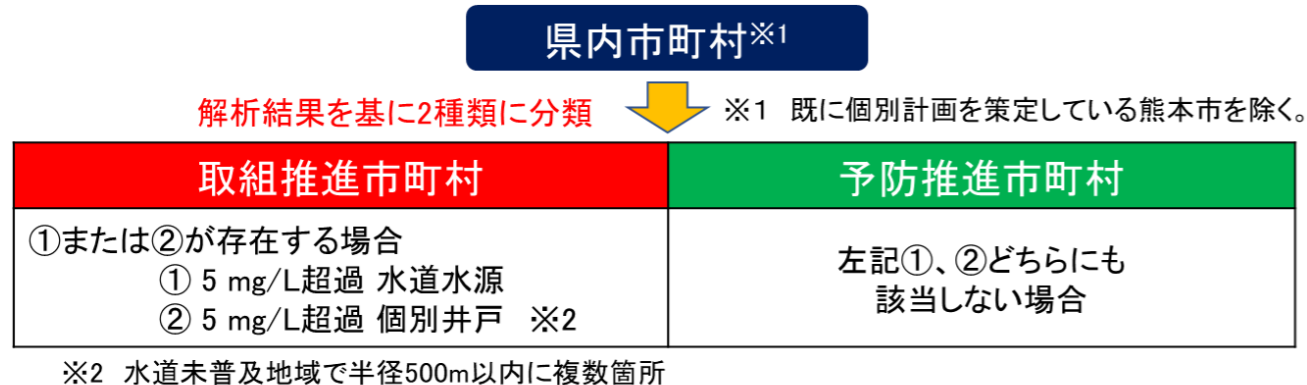 県内市町村※1
解析結果を基に2種類に分類
※1 既に個別計画を策定している熊本市を除く。
取組推進市町村
予防推進市町村
①または②が存在する場合
① 5 mg/L超過 水道水源
② 5 mg/L超過 個別井戸 ※2
左記①、②どちらにも
該当しない場合
※2 水道未普及地域で半径500m以内に複数箇所